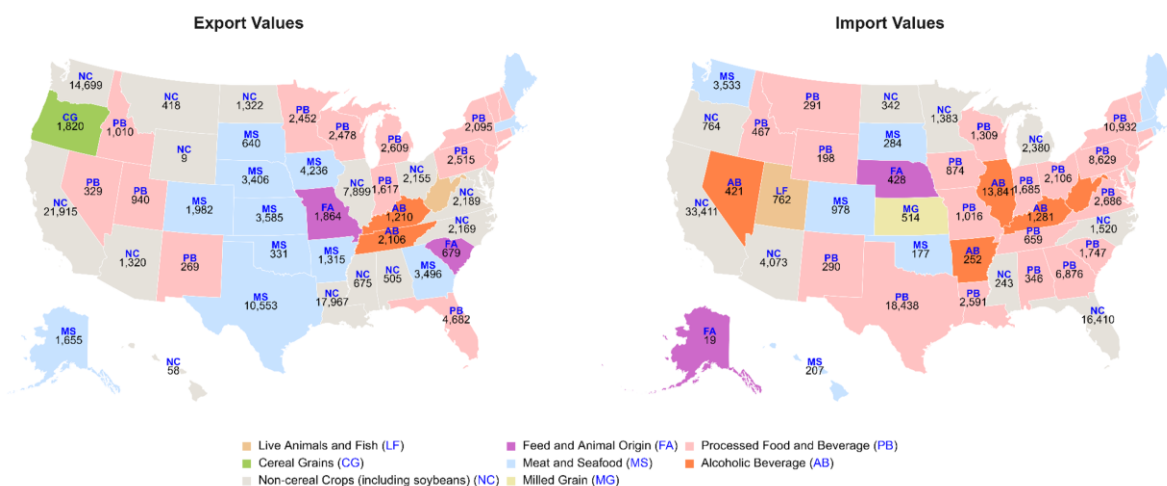 Export Values
Import Values
NC
14,699
CG
1,820
PB
1,010
NC
418
NC
1,322
PB
2,452
PB
2,478
PB
2,609
PB
2,095
PB
2,515
MS
640
NC
9
MS
4,236
MS
3,406
NC
7,899
PB
1,617
NC
2,155
NC
2,189
PB
329
PB
940
MS
1,982
MS
3,585
FA
1,864
AB
1,210
NC
2,169
NC
21,915
AB
2,106
FA
679
NC
1,320
PB
269
MS
331
MS
1,315
NC
675
NC
505
MS
3,496
MS
10,553
NC
17,967
PB
4,682
MS
1,655
NC
58
MS
3,533
NC
764
PB
467
PB
291
NC
342
NC
1,383
PB
1,309
NC
2,380
PB
10,932
PB
8,629
MS
284
PB
198
PB
874
FA
428
AB
13,841
PB
1,685
PB
2,106
PB
2,686
AB
421
LF
762
MS
978
MG
514
PB
1,016
AB
1,281
NC
1,520
NC
33,411
PB
659
PB
1,747
NC
4,073
PB
290
MS
177
AB
252
NC
243
PB
346
PB
6,876
PB
18,438
PB
2,591
NC
16,410
FA
19
MS
207
Live Animals and Fish (LF)
Cereal Grains (CG)
Non-cereal Crops (including soybeans) (NC)
Feed and Animal Origin (FA)
Meat and Seafood (MS)
Milled Grain (MG)
Processed Food and Beverage (PB)
Alcoholic Beverage (AB)